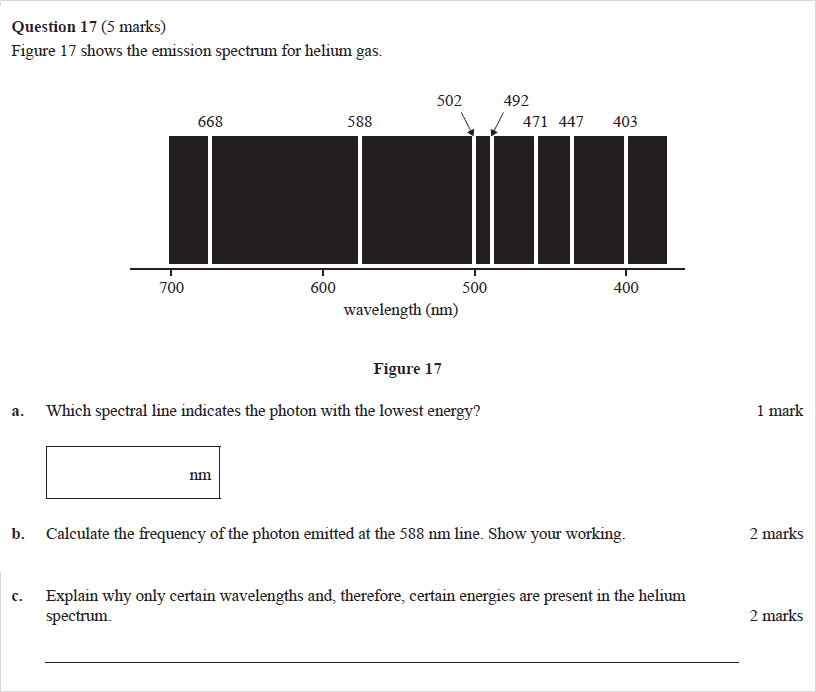 Question 17 (5 marks)
Figure 17 shows the emission spectrum for helium gas.
502 492
668 588 471 447 403
700 600 500 400
wavelength (nm)
Figure 17
a. Which spectral line indicates the photon with the lowest energy? 1 mark
nm
b. Calculate the frequency of the photon emitted at the 588 nm line. Show your working. 2 marks
c. Explain why only certain wavelengths and, therefore, certain energies are present in the helium
spectrum. 2 marks